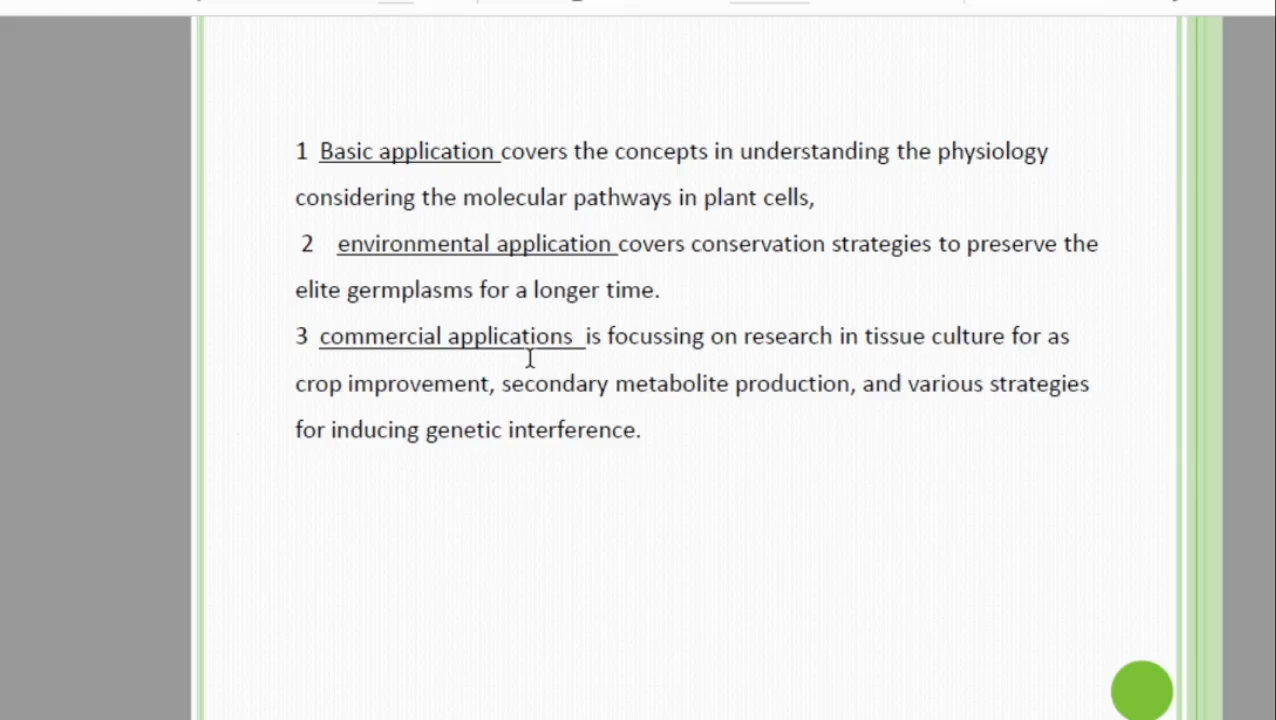 1 Basic application covers the concepts in understanding the physiology
considering the molecular pathways in plant cells,
2 environmental application covers conservation strategies to preserve the
elite germplasms for a longer time.
3 commercial applications is focussing on research in tissue culture for as
crop improvement, secondary metabolite production, and various strategies
for inducing genetic interference.